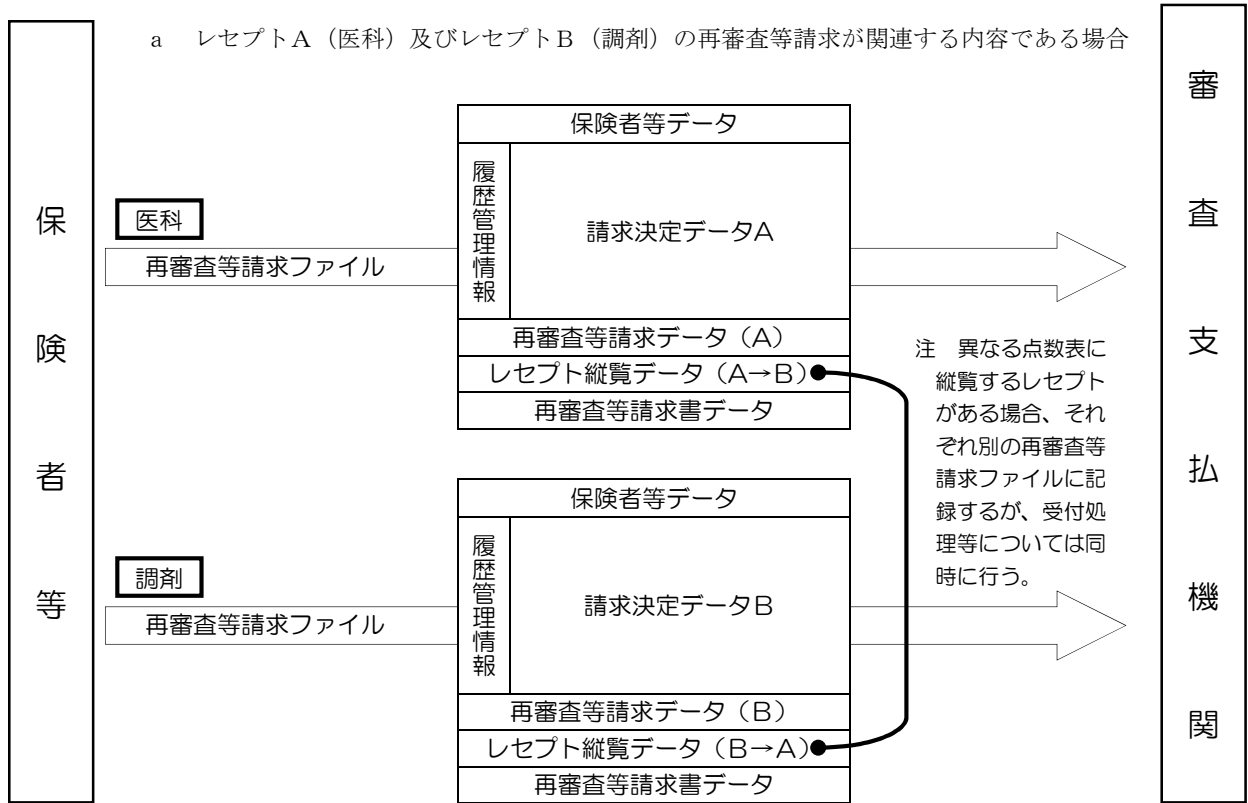 a レセプトA（医科）及びレセプトB（調剤）の再審査等請求が関連する内容である場合
保険者等
医科
再審査等請求ファイル
保険者等データ
履歴管理情報
請求決定データA
再審査等請求データ（A）
レセプト縦覧データ（A→B）
再審査等請求書データ
調剤
再審査等請求ファイル
保険者等データ
履歴管理情報
請求決定データB
再審査等請求データ（B）
レセプト縦覧データ（B→A）
再審査等請求書データ
注 異なる点数表に
縦覧するレセプト
がある場合、それ
ぞれ別の再審査等
請求ファイルに記
録するが、受付処
理等については同
時に行う。
審査支払機関